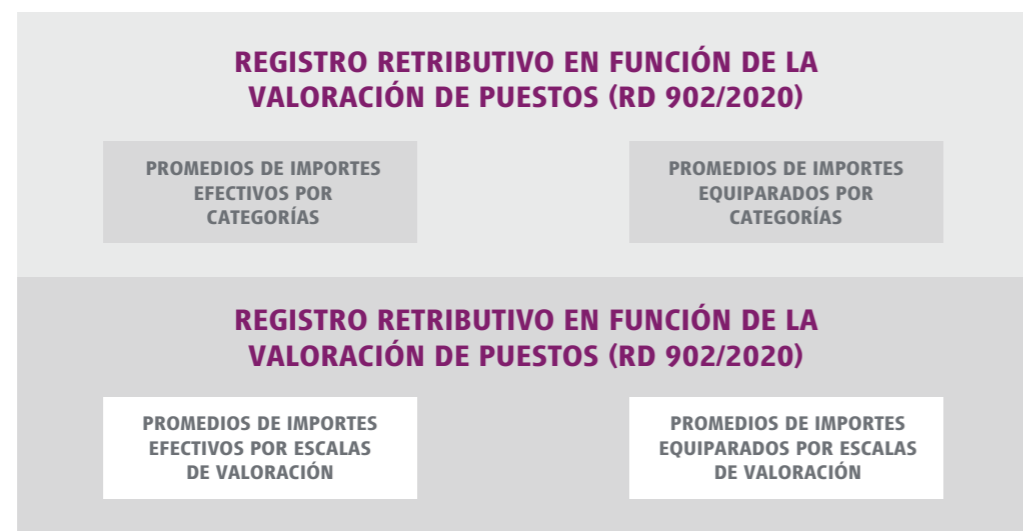 REGISTRO RETRIBUTIVO EN FUNCIÓN DE LA
VALORACIÓN DE PUESTOS (RD 902/2020)
PROMEDIOS DE IMPORTES
EFECTIVOS POR
CATEGORÍAS
PROMEDIOS DE IMPORTES
EQUIPARADOS POR
CATEGORÍAS
REGISTRO RETRIBUTIVO EN FUNCIÓN DE LA
VALORACIÓN DE PUESTOS (RD 902/2020)
PROMEDIOS DE IMPORTES
EFECTIVOS POR ESCALAS
DE VALORACIÓN
PROMEDIOS DE IMPORTES
EQUIPARADOS POR ESCALAS
DE VALORACIÓN